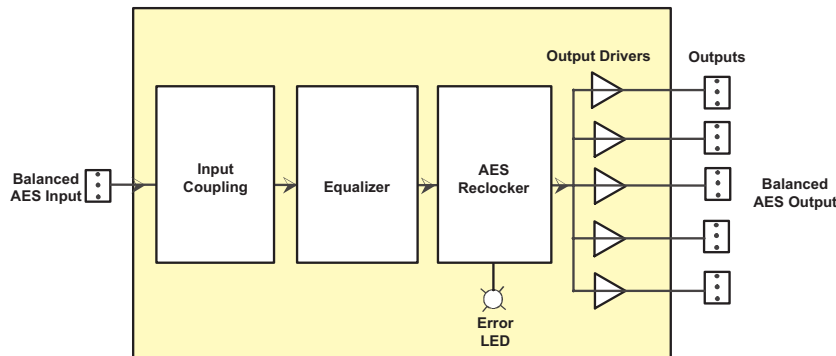 Output Drivers
Outputs
Balanced
AES Input
Input
Coupling
Equalizer
AES
Reclocker
Balanced
AES Output
Error
LED